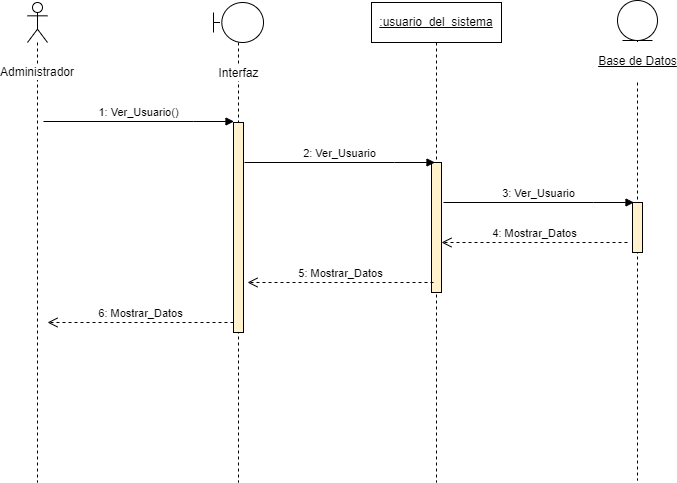 :usuario_del_sistema
Administrador
Interfaz
Base de Datos
1: Ver_Usuario()
2: Ver_Usuario
3: Ver_Usuario
4: Mostrar_Datos
5: Mostrar_Datos
6: Mostrar_Datos